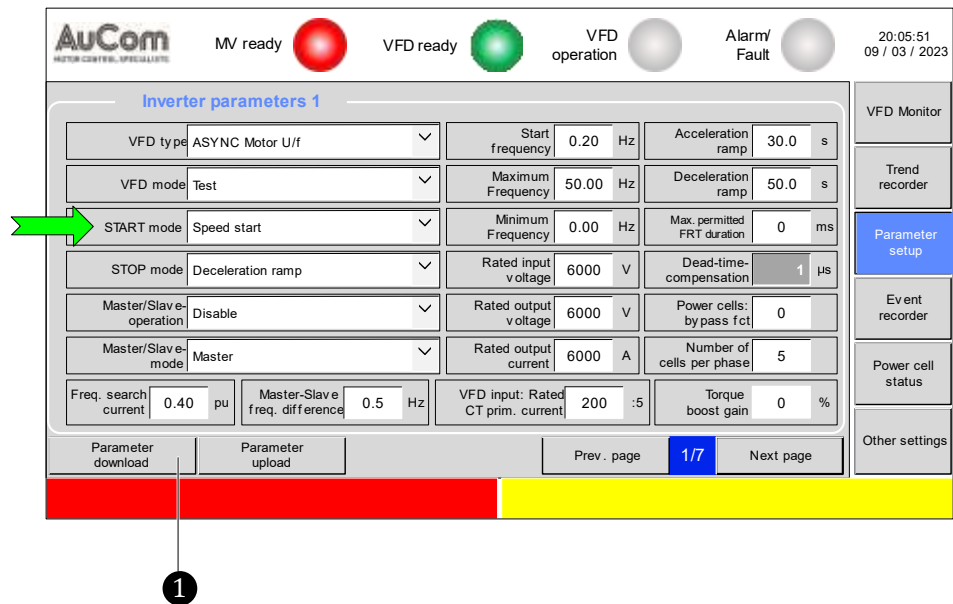 AuCom
MOTOR CONTROL SPECIALISTS
MV ready
VFD ready
VFD
operation
Alarm/
Fault
20:05:51
09 / 03 / 2023
Inverter parameters 1
VFD type ASYNC Motor U/f
Start
frequency 0.20 Hz
Acceleration
ramp 30.0 s
VFD mode Test
Maximum
Frequency 50.00 Hz
Deceleration
ramp 50.0 s
START mode Speed start
Minimum
Frequency 0.00 Hz
Max. permitted
FRT duration 0 ms
STOP mode Deceleration ramp
Rated input
voltage 6000 V
Dead-time-
compensation 1 µs
Master/Slave-
operation Disable
Rated output
voltage 6000 V
Power cells:
bypass fct 0
Master/Slave-
mode Master
Rated output
current 6000 A
Number of
cells per phase 5
Freq. search
current 0.40 pu
Master-Slave
freq. difference 0.5 Hz
VFD input: Rated
CT prim. current 200 :5
Torque
boost gain 0 %
Parameter
download
Parameter
upload
Prev. page
1/7
Next page
VFD Monitor
Trend
recorder
Parameter
setup
Event
recorder
Power cell
status
Other settings
1